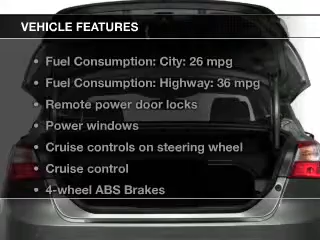 VEHICLE FEATURES
• Fuel Consumption: City: 26 mpg
• Fuel Consumption: Highway: 36 mpg
• Remote power door locks
• Power windows
• Cruise controls on steering wheel
• Cruise control
• 4-wheel ABS Brakes